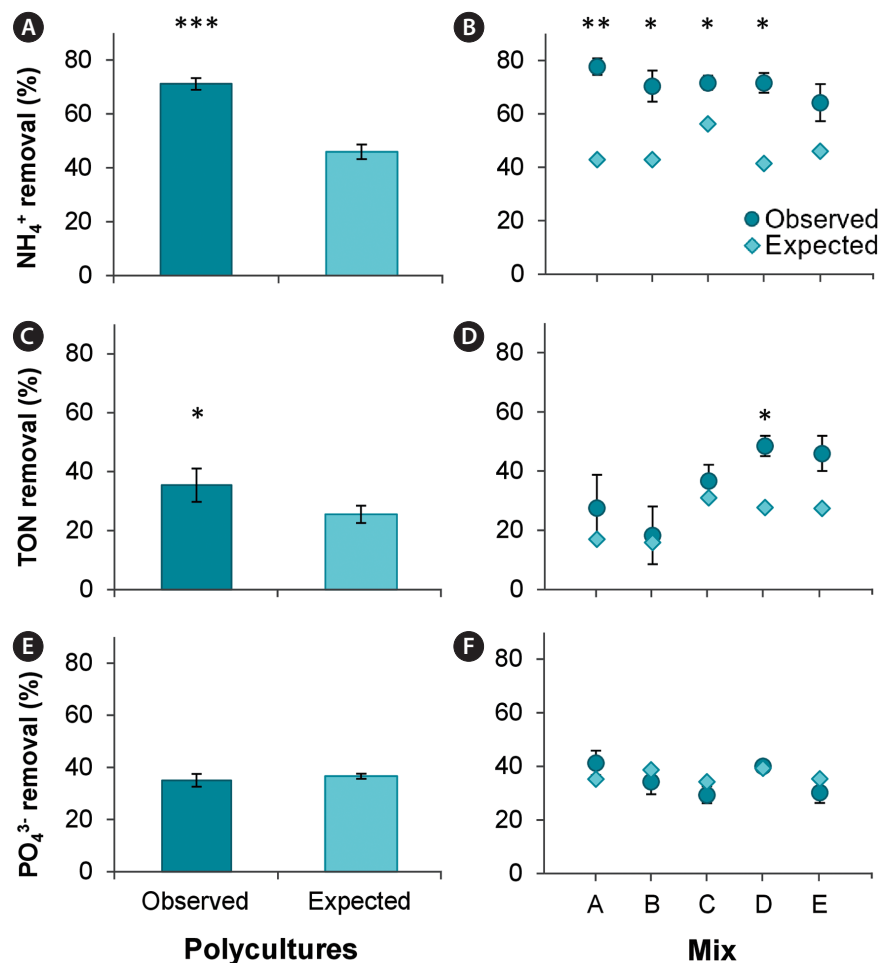 A
NH₄⁺ removal (%)
80
60
40
20
0
***
B
80
60
40
20
0
** * * *
Observed
Expected
C
TON removal (%)
80
60
40
20
0
*
D
80
60
40
20
0
*
E
PO₄³⁻ removal (%)
80
60
40
20
0
Observed Expected
Polycultures
F
80
60
40
20
0
A B C D E
Mix